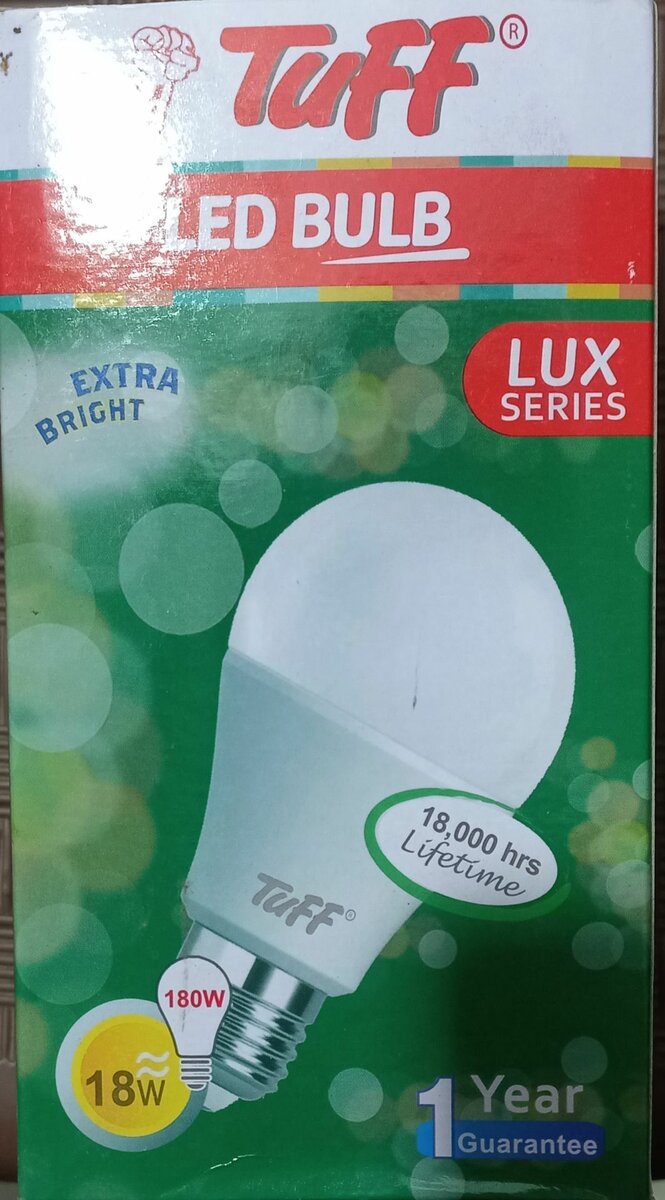 TUFF®
LED BULB
EXTRA
BRIGHT
LUX
SERIES
18,000 hrs
Lifetime
TUFF®
180W
≈
18W
1 Year
Guarantee